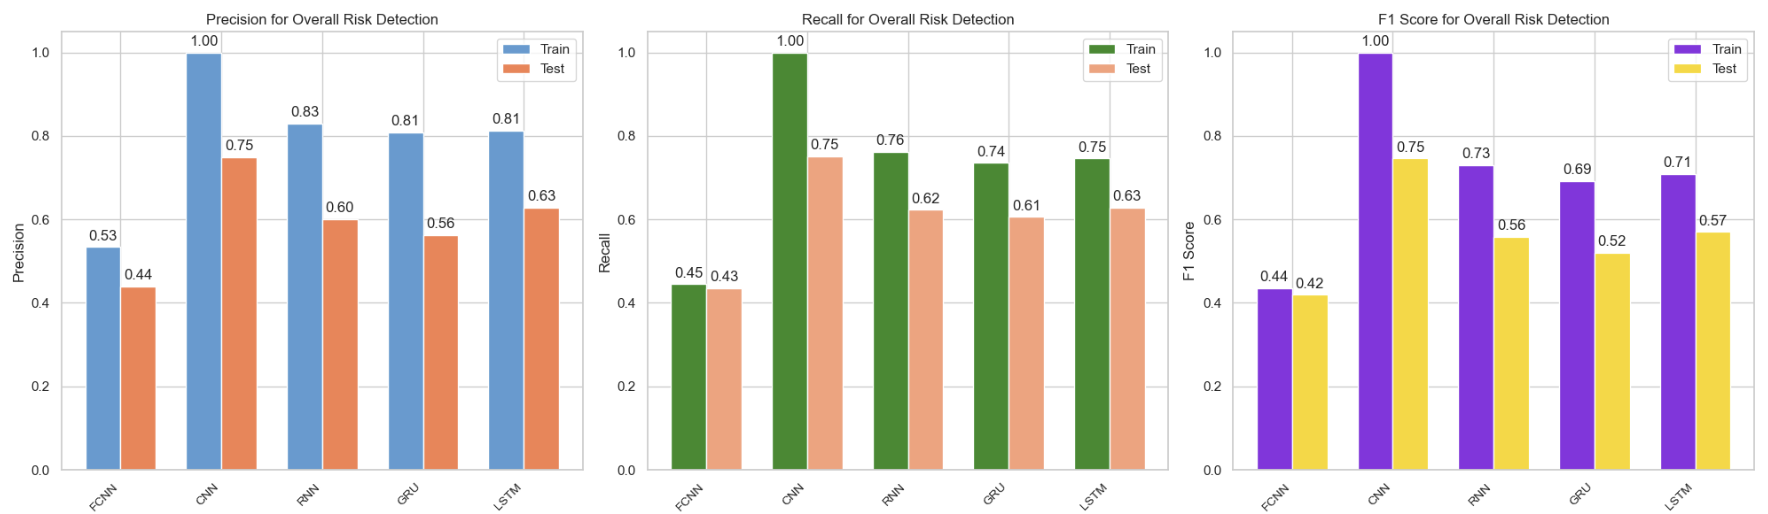 Precision for Overall Risk Detection
Precision
1.0
0.8
0.6
0.4
0.2
0.0
0.53
0.44
1.00
0.75
0.83
0.60
0.81
0.56
0.81
0.63
Train
Test
FCNN
CNN
RNN
GRU
LSTM
Recall for Overall Risk Detection
Recall
1.0
0.8
0.6
0.4
0.2
0.0
0.45
0.43
1.00
0.75
0.76
0.62
0.74
0.61
0.75
0.63
Train
Test
FCNN
CNN
RNN
GRU
LSTM
F1 Score for Overall Risk Detection
F1 Score
1.0
0.8
0.6
0.4
0.2
0.0
0.44
0.42
1.00
0.75
0.73
0.56
0.69
0.52
0.71
0.57
Train
Test
FCNN
CNN
RNN
GRU
LSTM